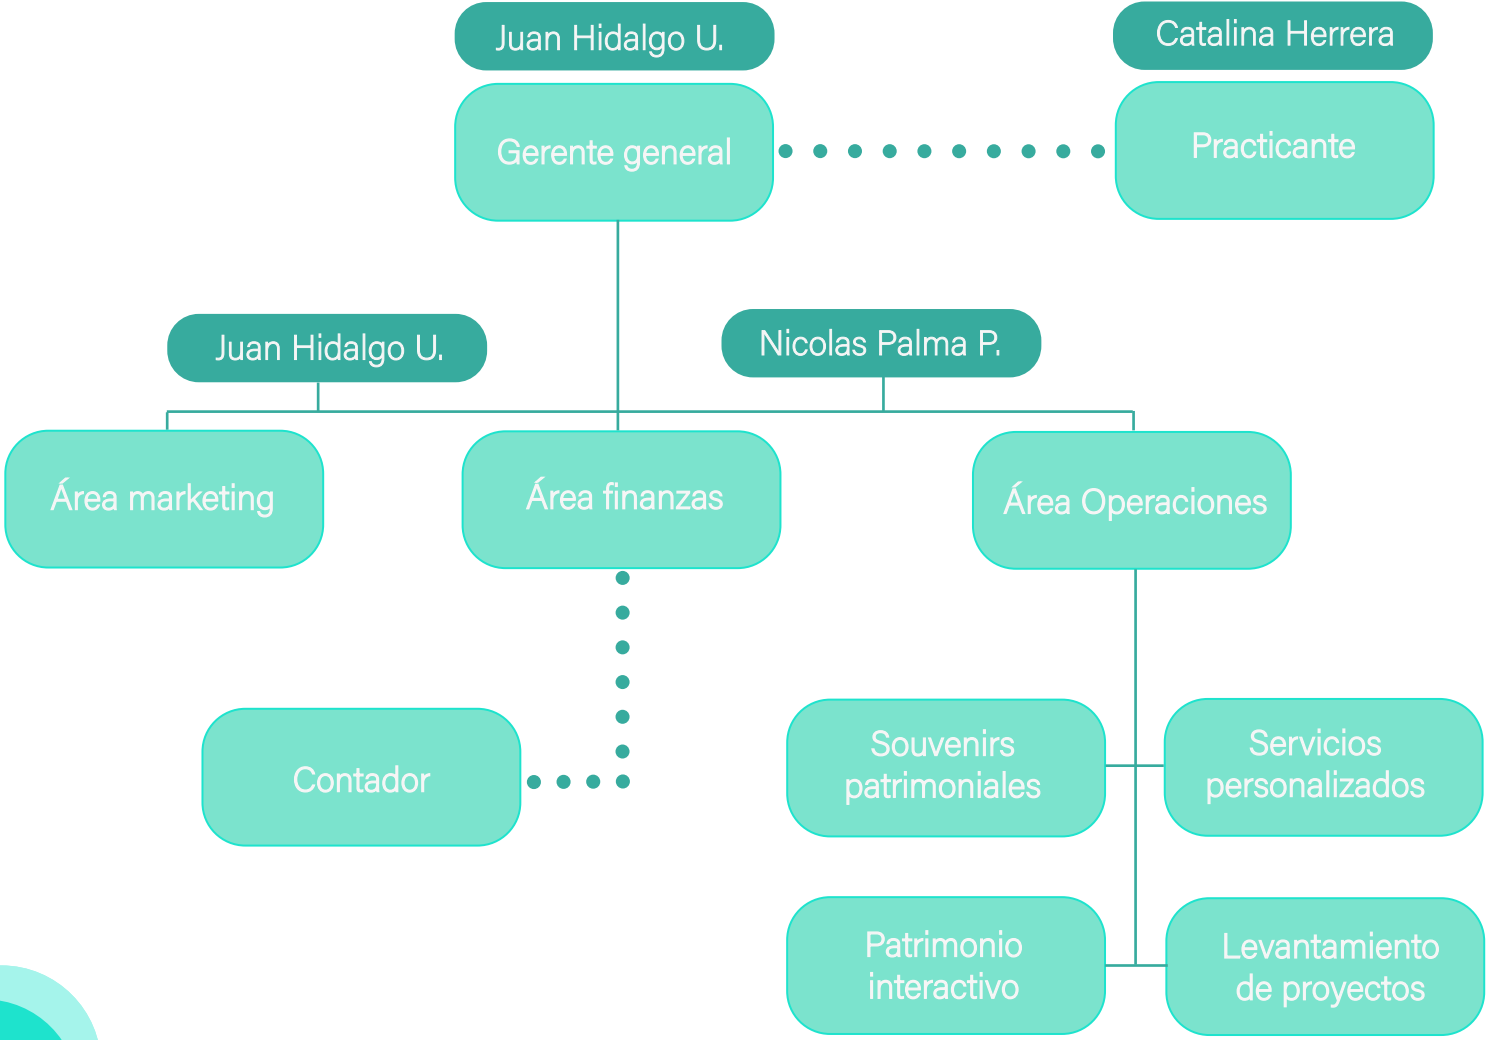 Juan Hidalgo U.
Catalina Herrera
Gerente general
Practicante
Juan Hidalgo U.
Nicolas Palma P.
Área marketing
Área finanzas
Área Operaciones
Contador
Souvenirs
patrimoniales
Servicios
personalizados
Patrimonio
interactivo
Levantamiento
de proyectos